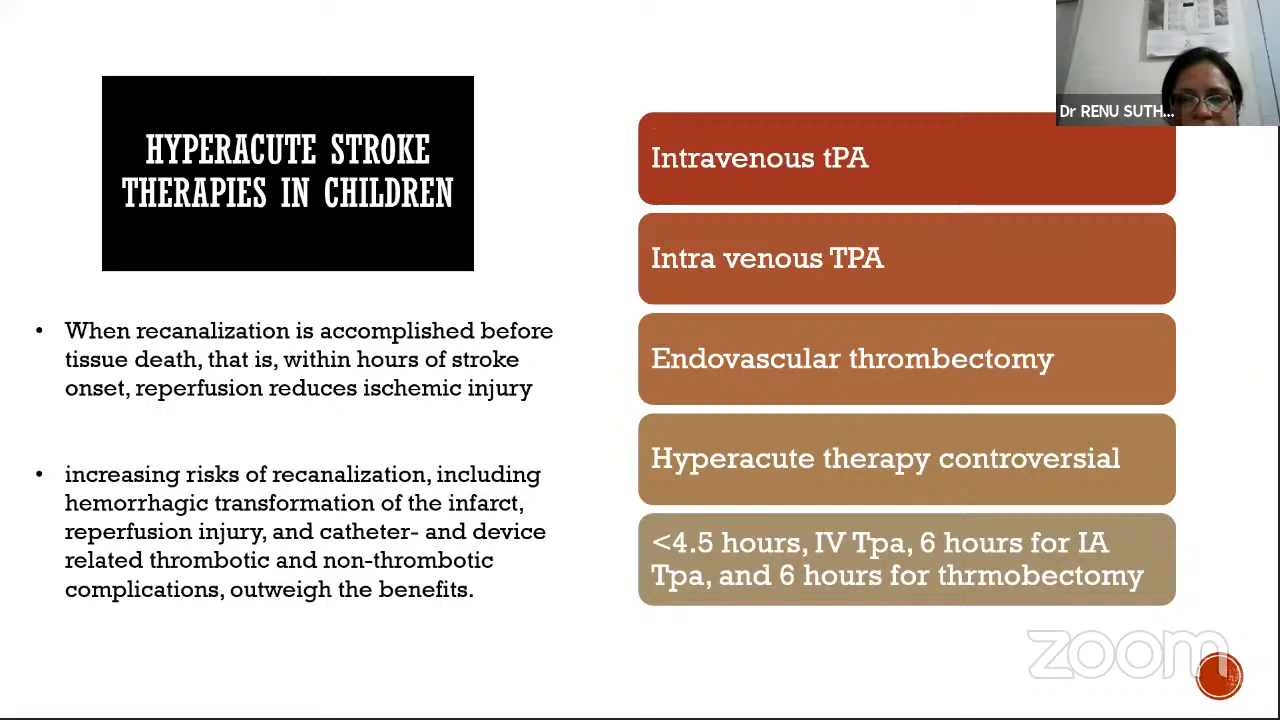 Dr RENU SUTH...
HYPERACUTE STROKE
THERAPIES IN CHILDREN
• When recanalization is accomplished before
tissue death, that is, within hours of stroke
onset, reperfusion reduces ischemic injury
• increasing risks of recanalization, including
hemorrhagic transformation of the infarct,
reperfusion injury, and catheter- and device
related thrombotic and non-thrombotic
complications, outweigh the benefits.
Intravenous tPA
Intra venous TPA
Endovascular thrombectomy
Hyperacute therapy controversial
<4.5 hours, IV Tpa, 6 hours for IA
Tpa, and 6 hours for thrmobectomy
zoom